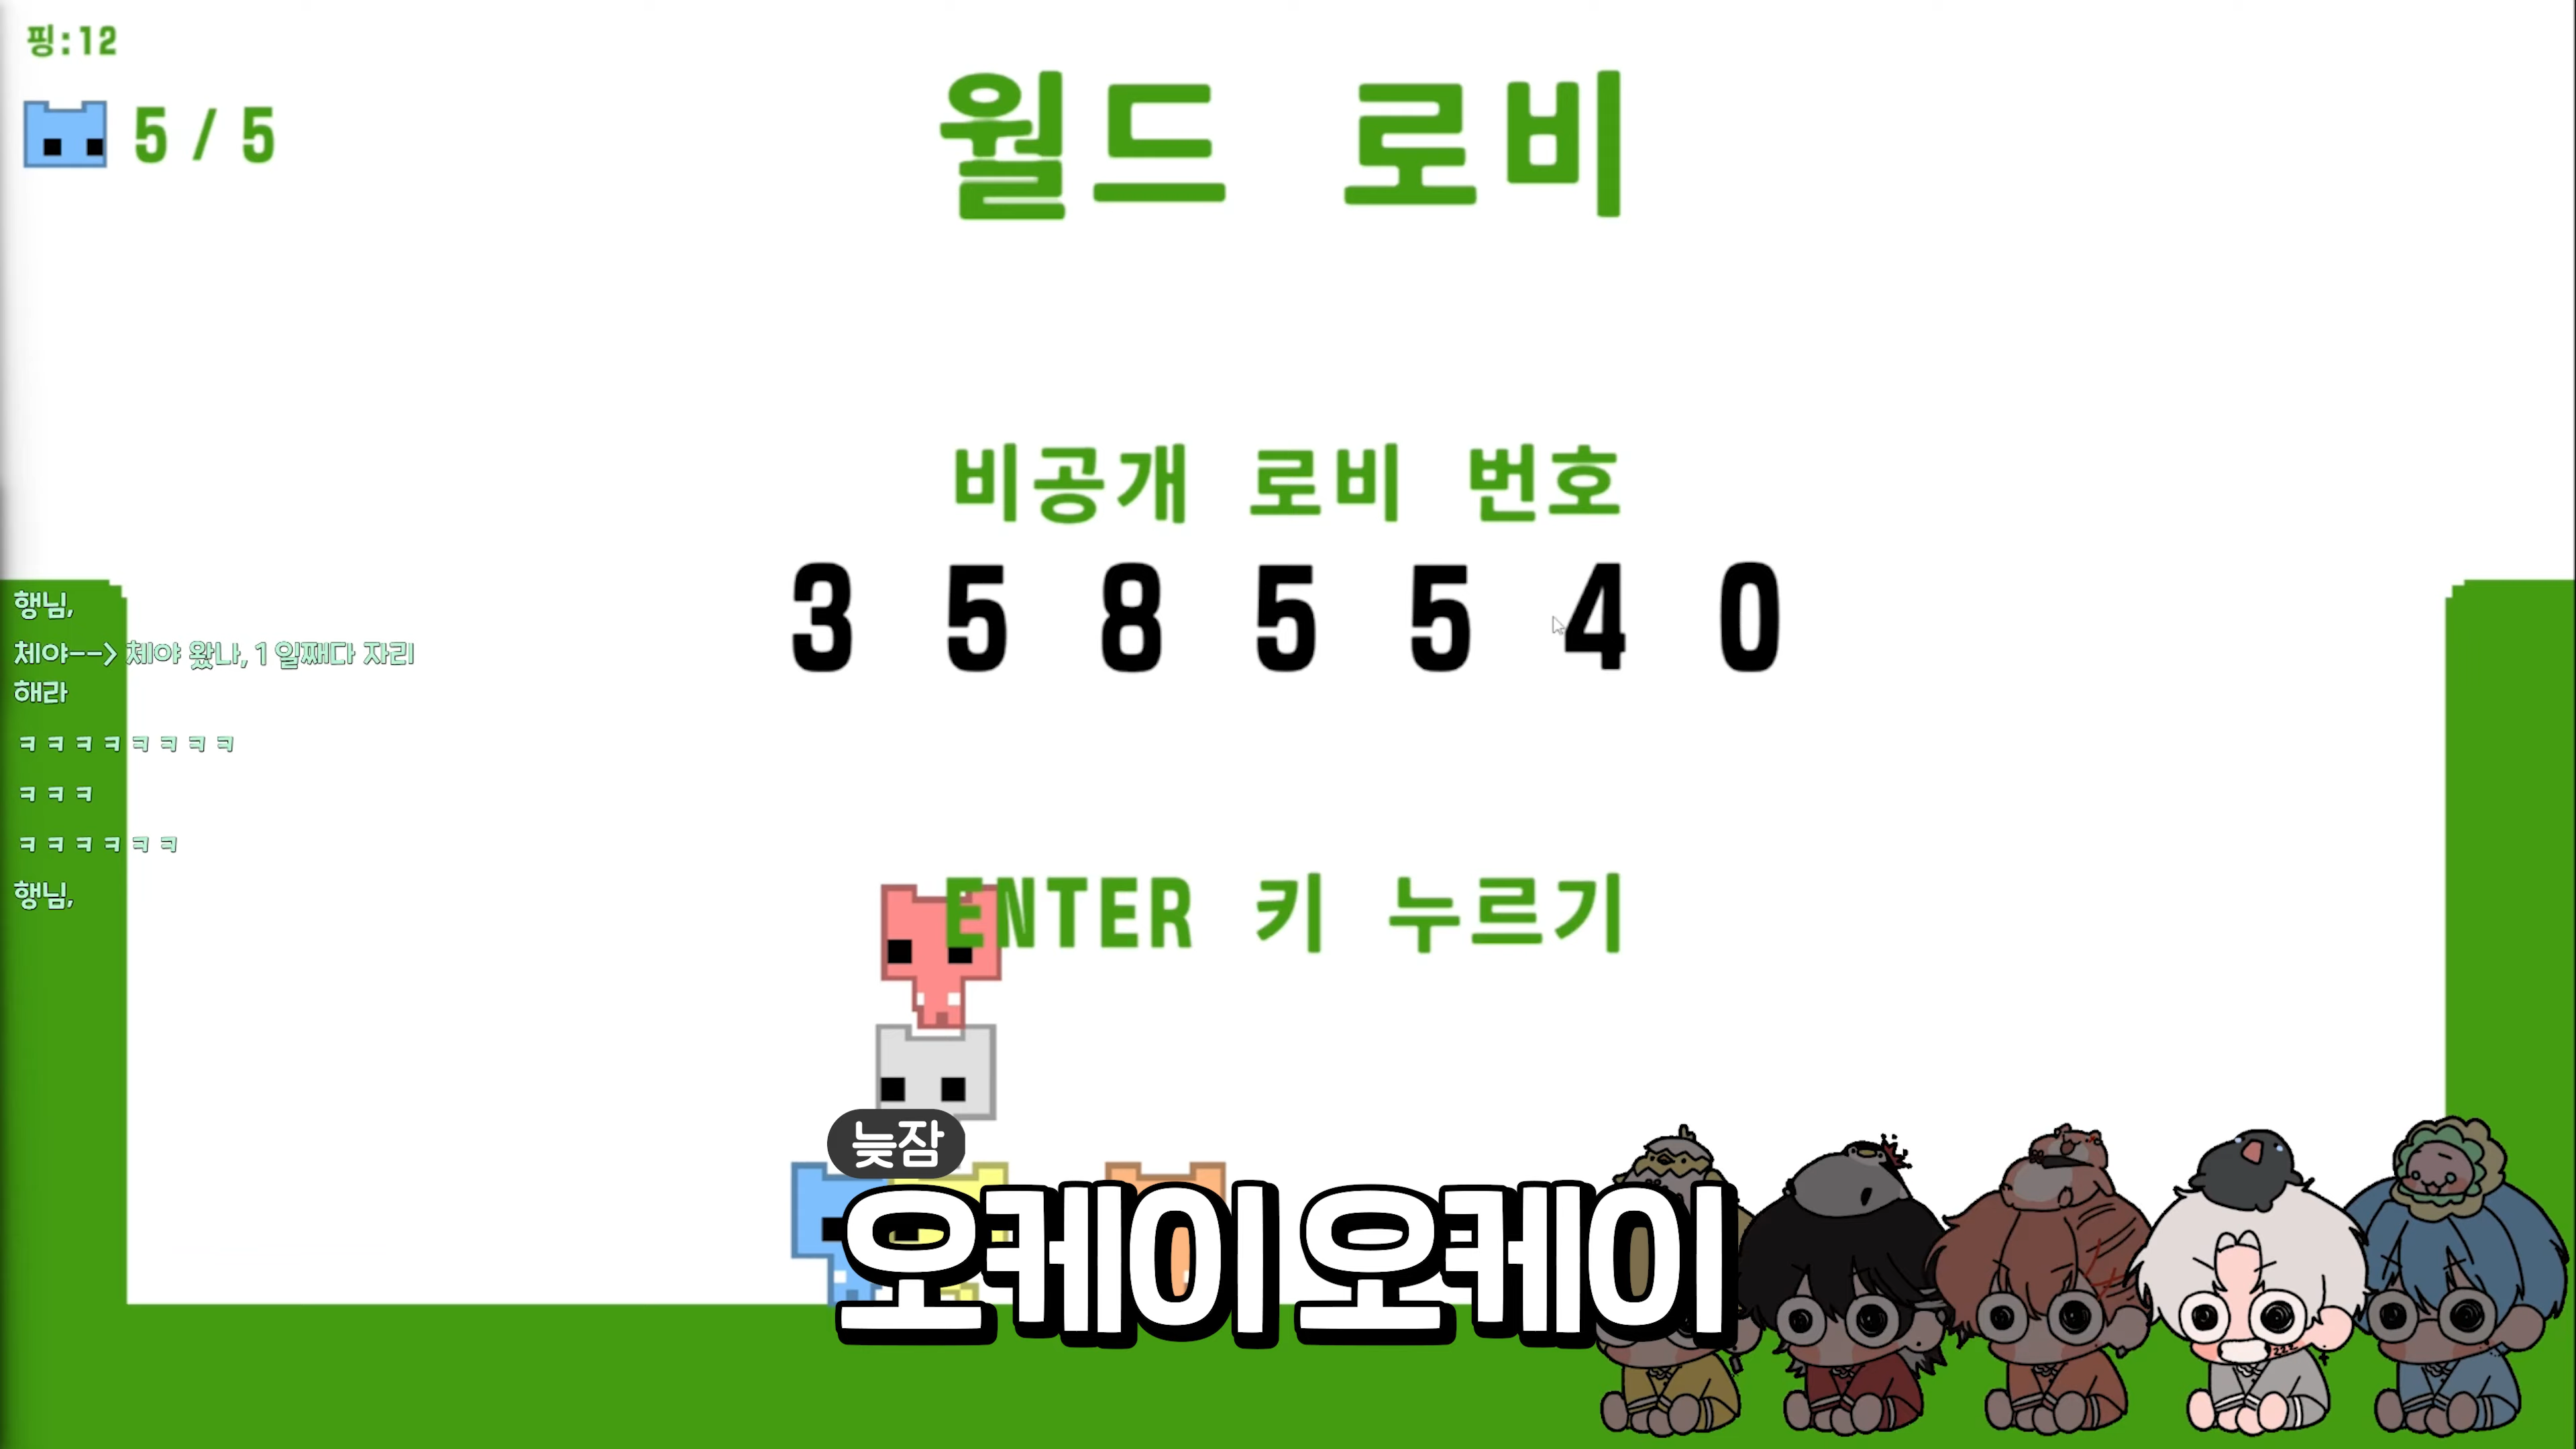 핑:12
5 / 5
월드 로비
비공개 로비 번호
3 5 8 5 5 4 0
행님,
체야--> 체야 왔나, 1일째다 자리
해라
ㅋㅋㅋㅋㅋㅋㅋㅋ
ㅋㅋㅋ
ㅋㅋㅋㅋㅋㅋ
행님,
ENTER 키 누르기
늦잠
오케이 오케이